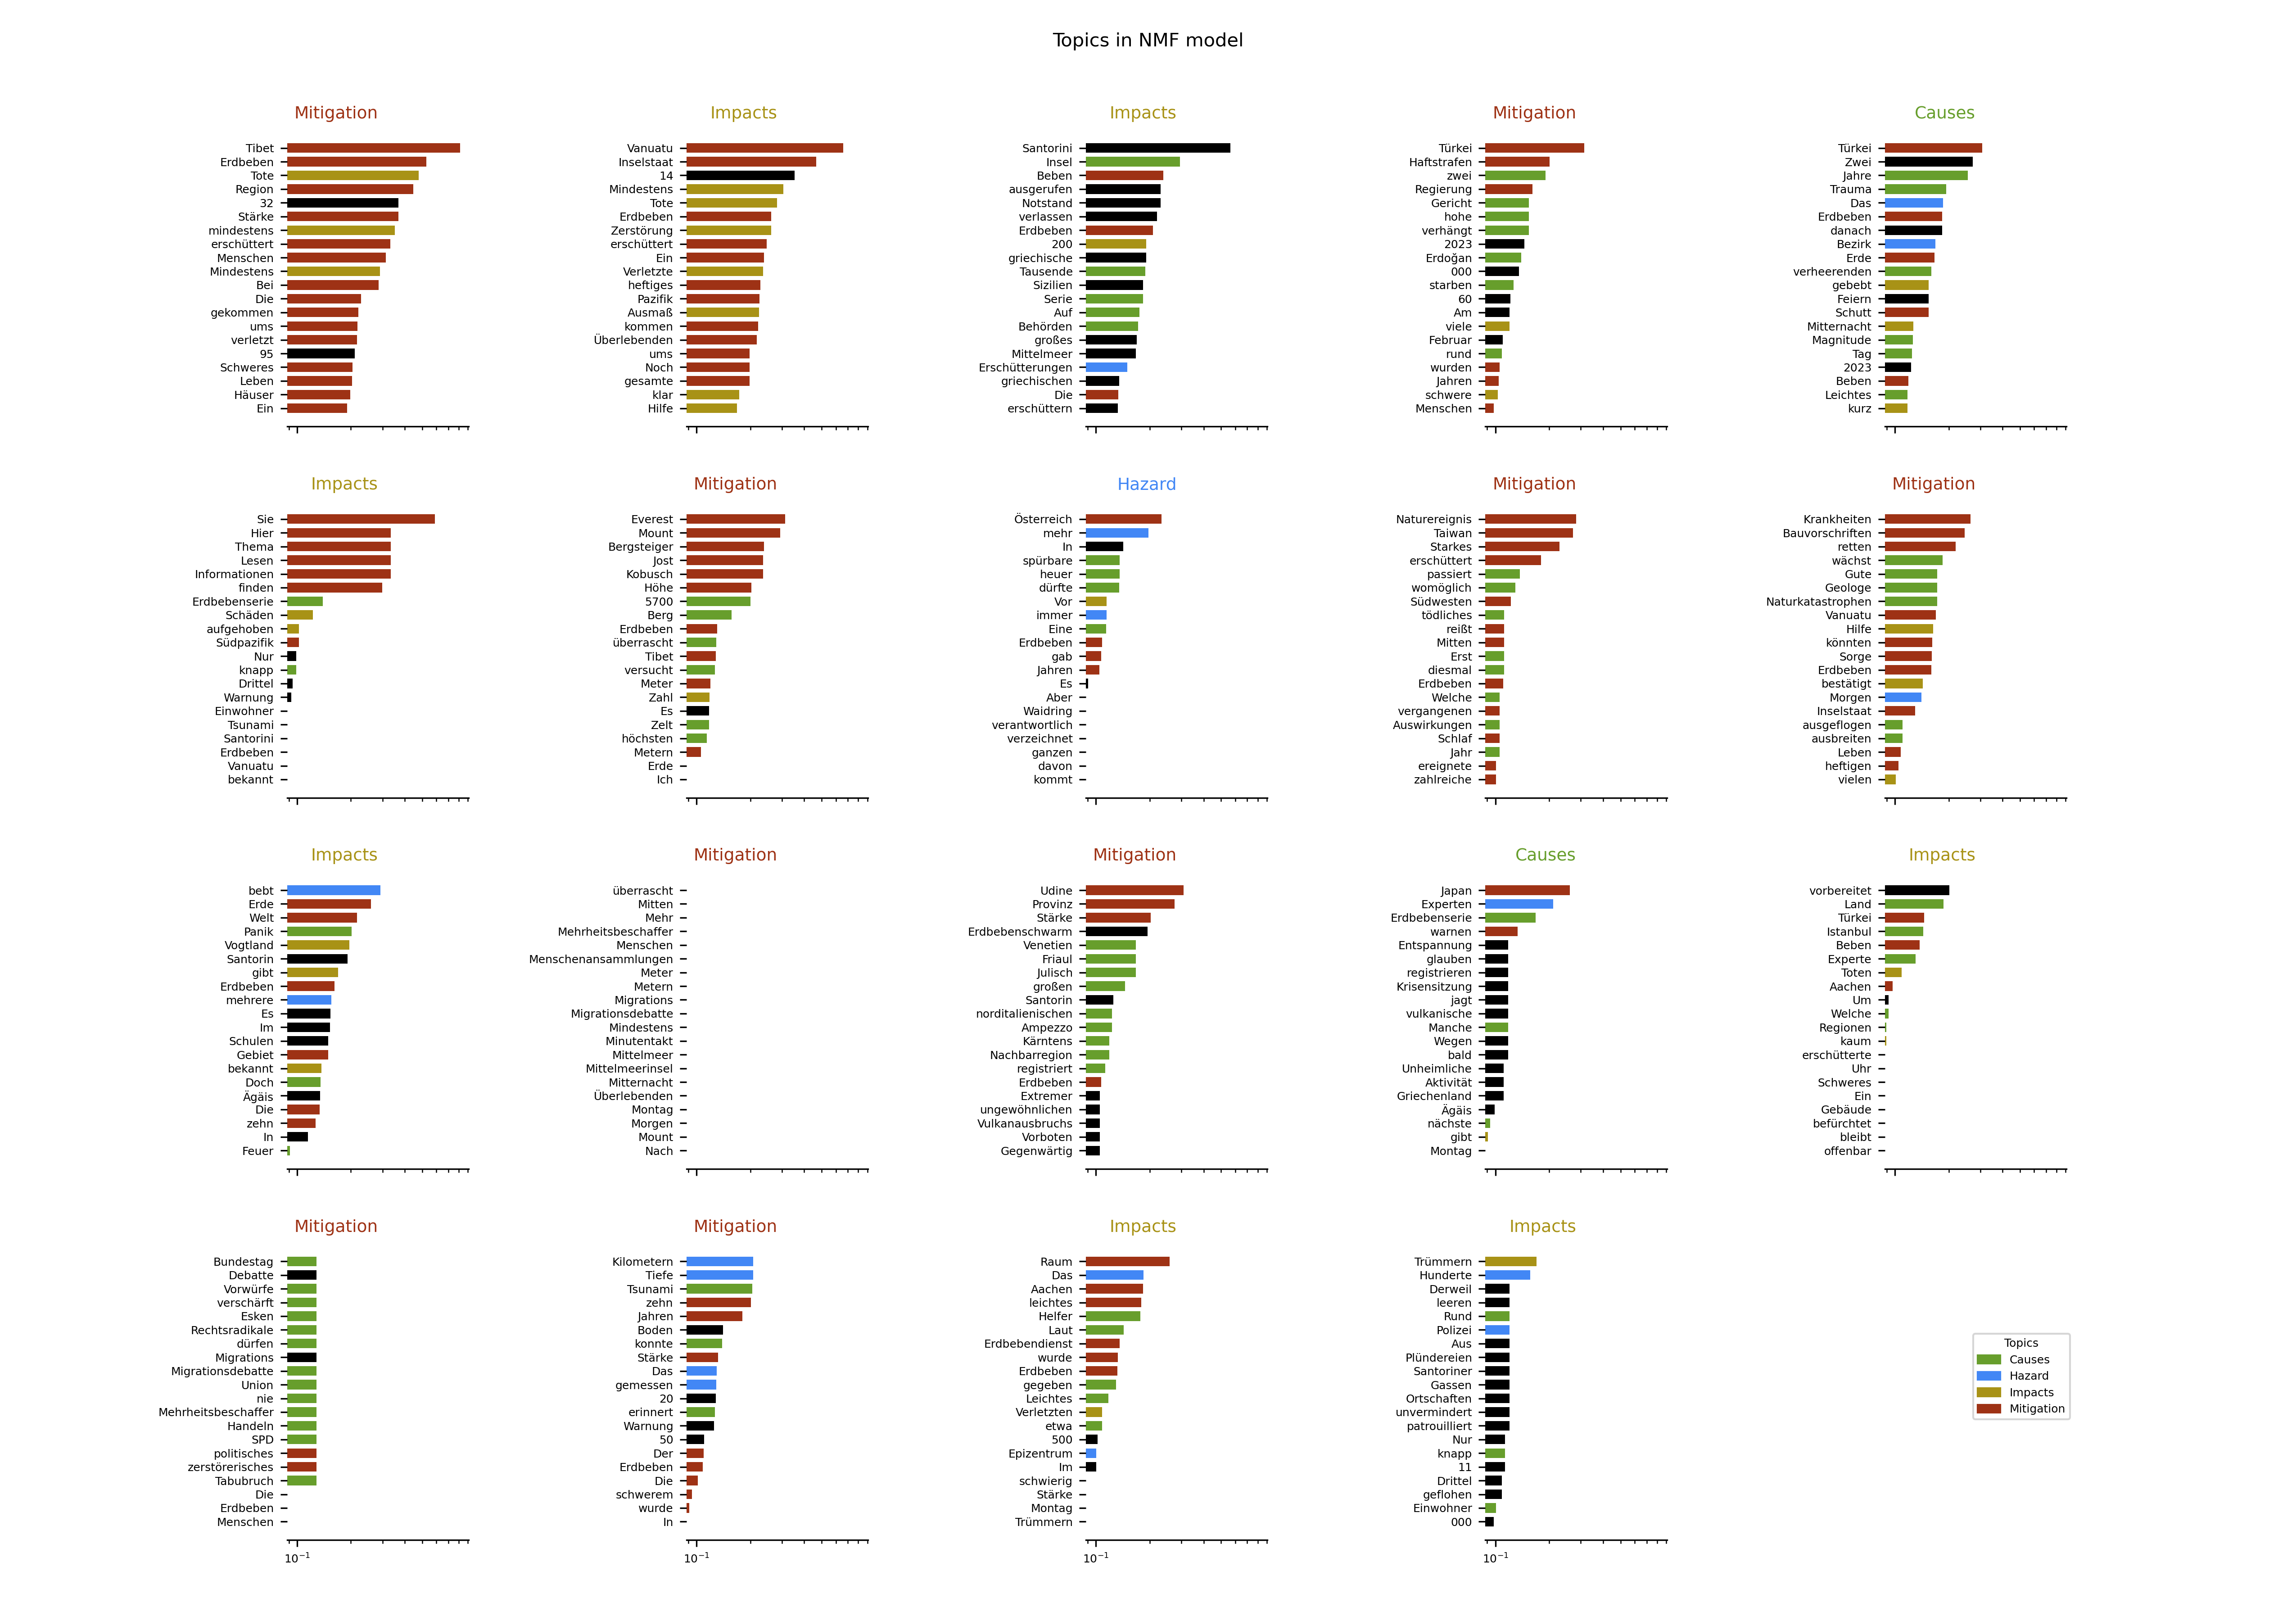 Topics in NMF model
Mitigation
Tibet
Erdbeben
Tote
Region
32
Stärke
mindestens
erschüttert
Menschen
Mindestens
Bei
Die
gekommen
ums
verletzt
95
Schweres
Leben
Häuser
Ein
Impacts
Vanuatu
Inselstaat
14
Mindestens
Tote
Erdbeben
Zerstörung
erschüttert
Ein
Verletzte
heftiges
Pazifik
Ausmaß
kommen
Überlebenden
ums
Noch
gesamte
klar
Hilfe
Impacts
Santorini
Insel
Beben
ausgerufen
Notstand
verlassen
Erdbeben
200
griechische
Tausende
Sizilien
Serie
Auf
Behörden
großes
Mittelmeer
Erschütterungen
griechischen
Die
erschüttern
Mitigation
Türkei
Haftstrafen
zwei
Regierung
Gericht
hohe
verhängt
2023
Erdoğan
000
starben
60
Am
viele
Februar
rund
wurden
Jahren
schwere
Menschen
Causes
Türkei
Zwei
Jahre
Trauma
Das
Erdbeben
danach
Bezirk
Erde
verheerenden
gebebt
Feiern
Schutt
Mitternacht
Magnitude
Tag
2023
Beben
Leichtes
kurz
Impacts
Sie
Hier
Thema
Lesen
Informationen
finden
Erdbebenserie
Schäden
aufgehoben
Südpazifik
Nur
knapp
Drittel
Warnung
Einwohner
Tsunami
Santorini
Erdbeben
Vanuatu
bekannt
Mitigation
Everest
Mount
Bergsteiger
Jost
Kobusch
Höhe
5700
Berg
Erdbeben
überrascht
Tibet
versucht
Meter
Zahl
Es
Zelt
höchsten
Metern
Erde
Ich
Hazard
Österreich
mehr
In
spürbare
heuer
dürfte
Vor
immer
Eine
Erdbeben
gab
Jahren
Es
Aber
Waidring
verantwortlich
verzeichnet
ganzen
davon
kommt
Mitigation
Naturereignis
Taiwan
Starkes
erschüttert
passiert
womöglich
Südwesten
tödliches
reißt
Mitten
Erst
diesmal
Erdbeben
Welche
vergangenen
Auswirkungen
Schlaf
Jahr
ereignete
zahlreiche
Mitigation
Krankheiten
Bauvorschriften
retten
wächst
Gute
Geologe
Naturkatastrophen
Vanuatu
Hilfe
könnten
Sorge
Erdbeben
bestätigt
Morgen
Inselstaat
ausgeflogen
ausbreiten
Leben
heftigen
vielen
Impacts
bebt
Erde
Welt
Panik
Vogtland
Santorin
gibt
Erdbeben
mehrere
Es
Im
Schulen
Gebiet
bekannt
Doch
Ägäis
Die
zehn
In
Feuer
Mitigation
überrascht
Mitten
Mehr
Mehrheitsbeschaffer
Menschen
Menschenansammlungen
Meter
Metern
Migrations
Migrationsdebatte
Mindestens
Minutentakt
Mittelmeer
Mittelmeerinsel
Mitternacht
Überlebenden
Montag
Morgen
Mount
Nach
Mitigation
Udine
Provinz
Stärke
Erdbebenschwarm
Venetien
Friaul
Julisch
großen
Santorin
norditalienischen
Ampezzo
Kärntens
Nachbarregion
registriert
Erdbeben
Extremer
ungewöhnlichen
Vulkanausbruchs
Vorboten
Gegenwärtig
Causes
Japan
Experten
Erdbebenserie
warnen
Entspannung
glauben
registrieren
Krisensitzung
jagt
vulkanische
Manche
Wegen
bald
Unheimliche
Aktivität
Griechenland
Ägäis
nächste
gibt
Montag
Impacts
vorbereitet
Land
Türkei
Istanbul
Beben
Experte
Toten
Aachen
Um
Welche
Regionen
kaum
erschütterte
Uhr
Schweres
Ein
Gebäude
befürchtet
bleibt
offenbar
Mitigation
Bundestag
Debatte
Vorwürfe
verschärft
Esken
Rechtsradikale
dürfen
Migrations
Migrationsdebatte
Union
nie
Mehrheitsbeschaffer
Handeln
SPD
politisches
zerstörerisches
Tabubruch
Die
Erdbeben
Menschen
10⁻¹
Mitigation
Kilometern
Tiefe
Tsunami
zehn
Jahren
Boden
konnte
Stärke
Das
gemessen
20
erinnert
Warnung
50
Der
Erdbeben
Die
schwerem
wurde
In
10⁻¹
Impacts
Raum
Das
Aachen
leichtes
Helfer
Laut
Erdbebendienst
wurde
Erdbeben
gegeben
Leichtes
Verletzten
etwa
500
Epizentrum
Im
schwierig
Stärke
Montag
Trümmern
10⁻¹
Impacts
Trümmern
Hunderte
Derweil
leeren
Rund
Polizei
Aus
Plündereien
Santoriner
Gassen
Ortschaften
unvermindert
patrouilliert
Nur
knapp
11
Drittel
geflohen
Einwohner
000
10⁻¹
Topics
Causes
Hazard
Impacts
Mitigation